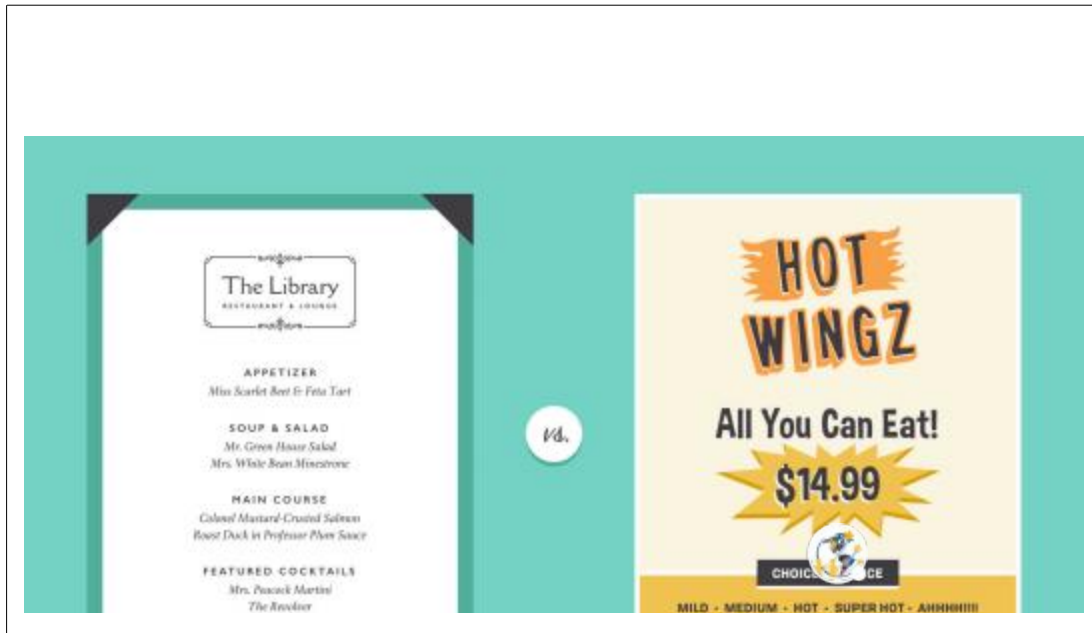 The Library
RESTAURANT & LOUNGE
APPETIZER
Miss Scarlet Beet & Feta Tart
SOUP & SALAD
Mr. Green House Salad
Mrs. White Bean Minestrone
MAIN COURSE
Colonel Mustard-Crusted Salmon
Roast Duck in Professor Plum Sauce
FEATURED COCKTAILS
Mrs. Peacock Martini
The Revolver
vs.
HOT
WINGZ
All You Can Eat!
$14.99
MILD - MEDIUM - HOT - SUPER HOT - AHHHH!!!!